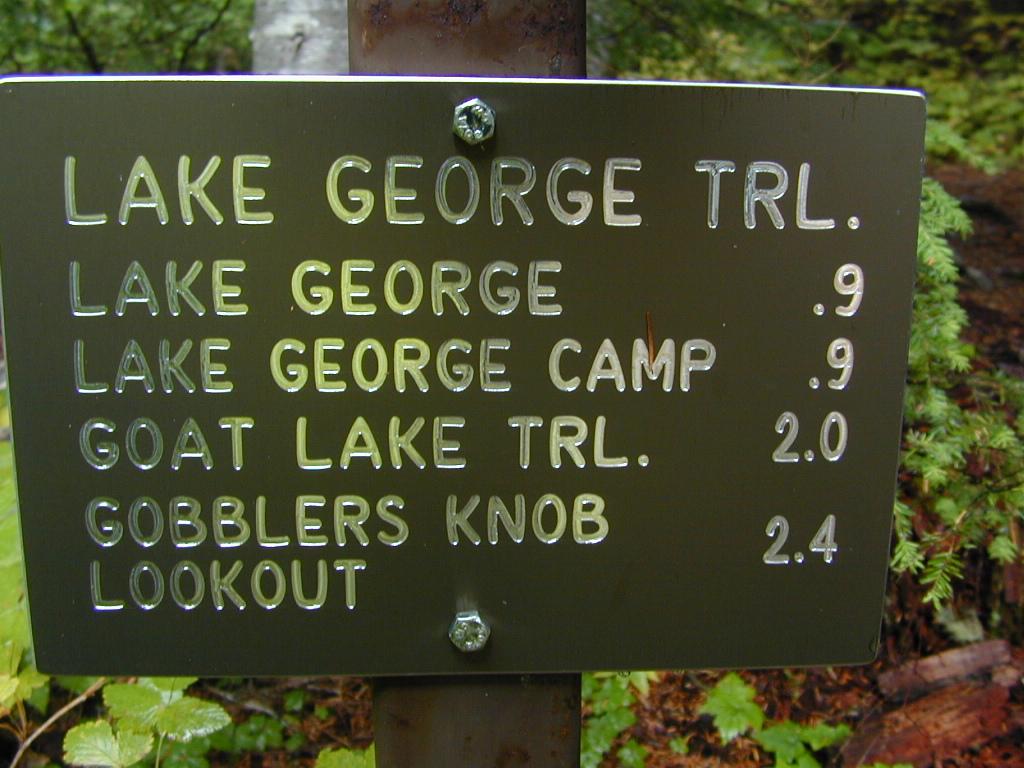 LAKE GEORGE TRL.
LAKE GEORGE .9
LAKE GEORGE CAMP .9
GOAT LAKE TRL. 2.0
GOBBLERS KNOB
LOOKOUT 2.4